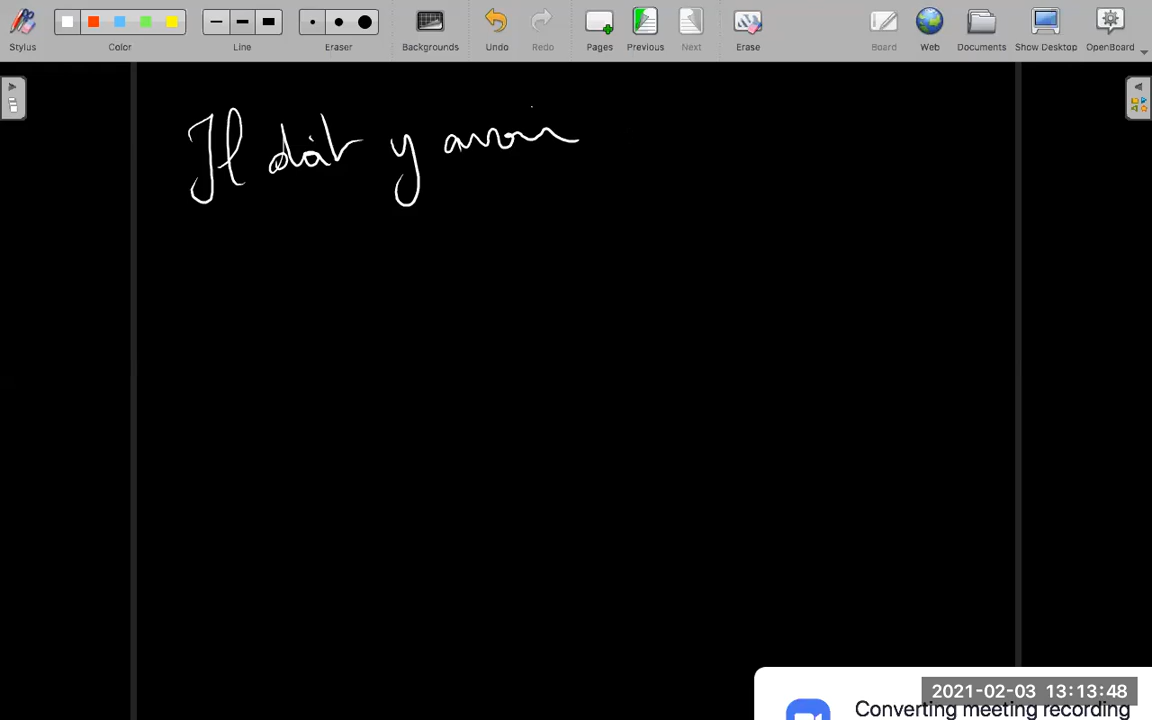 Stylus Color Line Eraser Backgrounds Undo Redo Pages Previous Next Erase Board Web Documents Show Desktop OpenBoard
Il doit y avoir
2021-02-03 13:13:48
Converting meeting recording